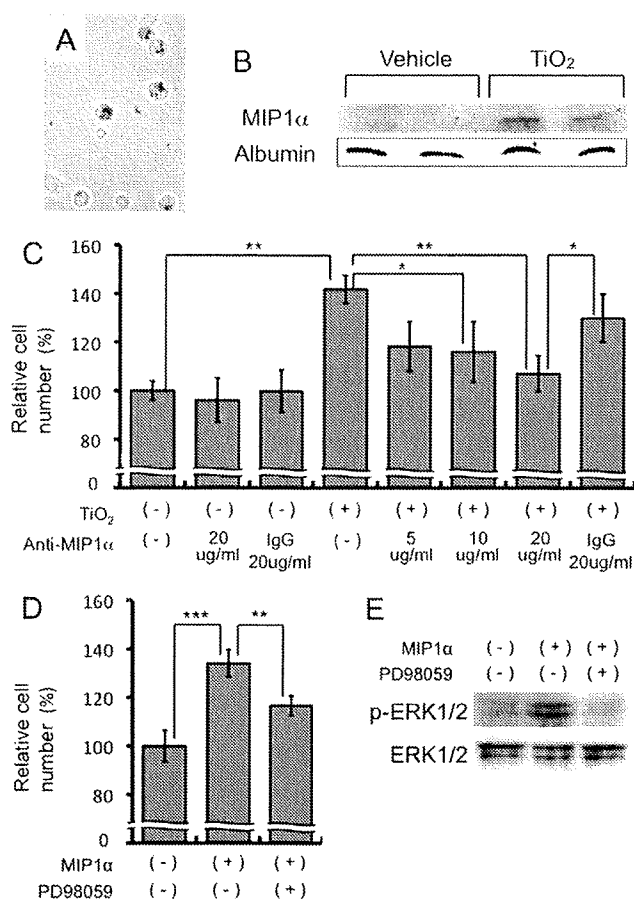 A
B
Vehicle TiO2
MIP1α
Albumin
C
Relative cell number (%)
160
140
120
100
80
0
** ** * *
TiO2 (-) (-) (-) (+) (+) (+) (+) (+)
Anti-MIP1α (-) 20 ug/ml IgG 20ug/ml (-) 5 ug/ml 10 ug/ml 20 ug/ml IgG 20ug/ml
D
Relative cell number (%)
160
140
120
100
80
0
*** **
MIP1α (-) (+) (+)
PD98059 (-) (-) (+)
E
MIP1α (-) (+) (+)
PD98059 (-) (-) (+)
p-ERK1/2
ERK1/2